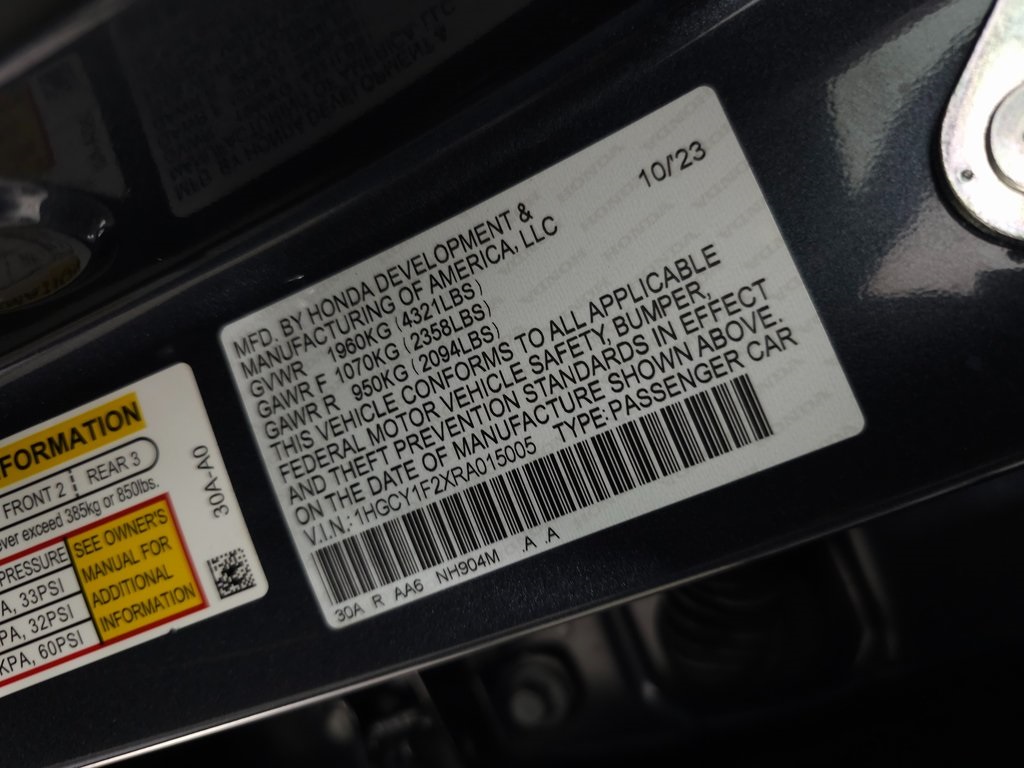 10/'23
MFD. BY HONDA DEVELOPMENT &
MANUFACTURING OF AMERICA, LLC
GVWR 1960KG (4321LBS)
GAWR F 1070KG (2358LBS)
GAWR R 950KG (2094LBS)
THIS VEHICLE CONFORMS TO ALL APPLICABLE
FEDERAL MOTOR VEHICLE SAFETY, BUMPER,
AND THEFT PREVENTION STANDARDS IN EFFECT
ON THE DATE OF MANUFACTURE SHOWN ABOVE.
V.I.N.: 1HGCY1F2XRA015005 TYPE: PASSENGER CAR
30A R AA6 NH904M .A .A
FORMATION
FRONT 2 REAR 3
ver exceed 385kg or 850lbs.
PRESSURE
A, 33PSI
PA, 32PSI
KPA, 60PSI
SEE OWNER'S
MANUAL FOR
ADDITIONAL
INFORMATION
30A-A0